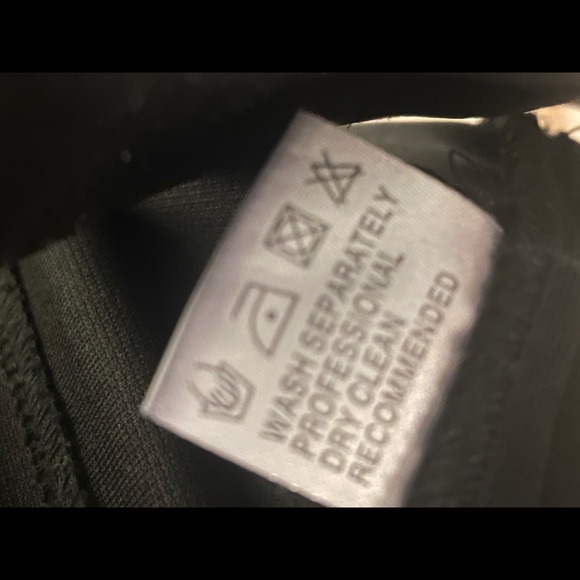 WASH SEPARATELY
PROFESSIONAL
DRY CLEAN
RECOMMENDED